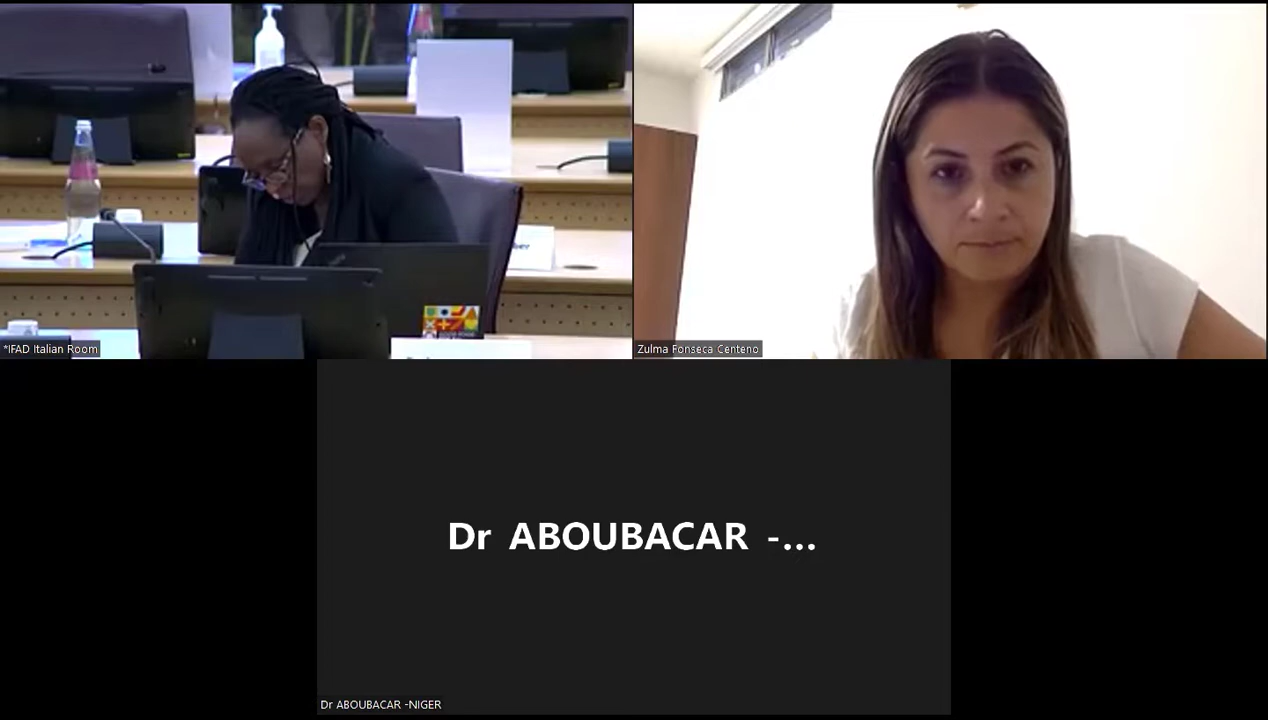 *IFAD Italian Room
Zulma Fonseca Centeno
Dr ABOUBACAR -...
Dr ABOUBACAR -NIGER